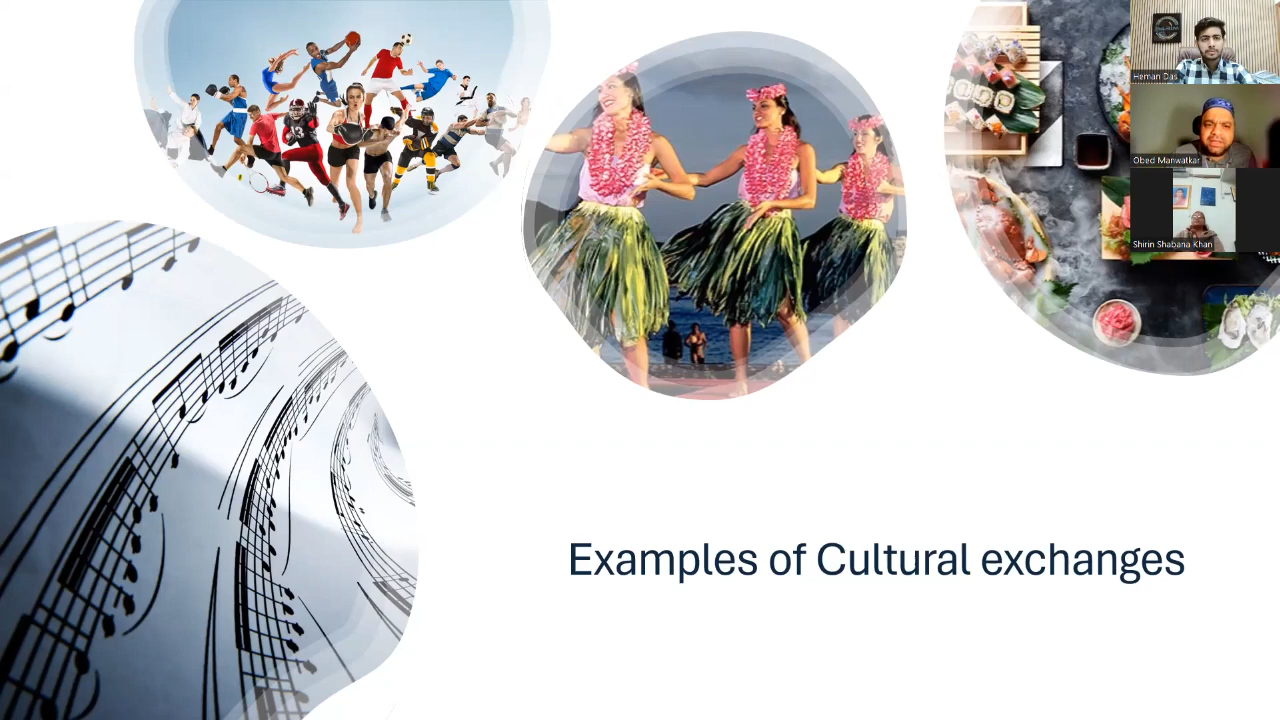 Heman Das
Obed Manwatkar
Shirin Shabana Khan
Examples of Cultural exchanges